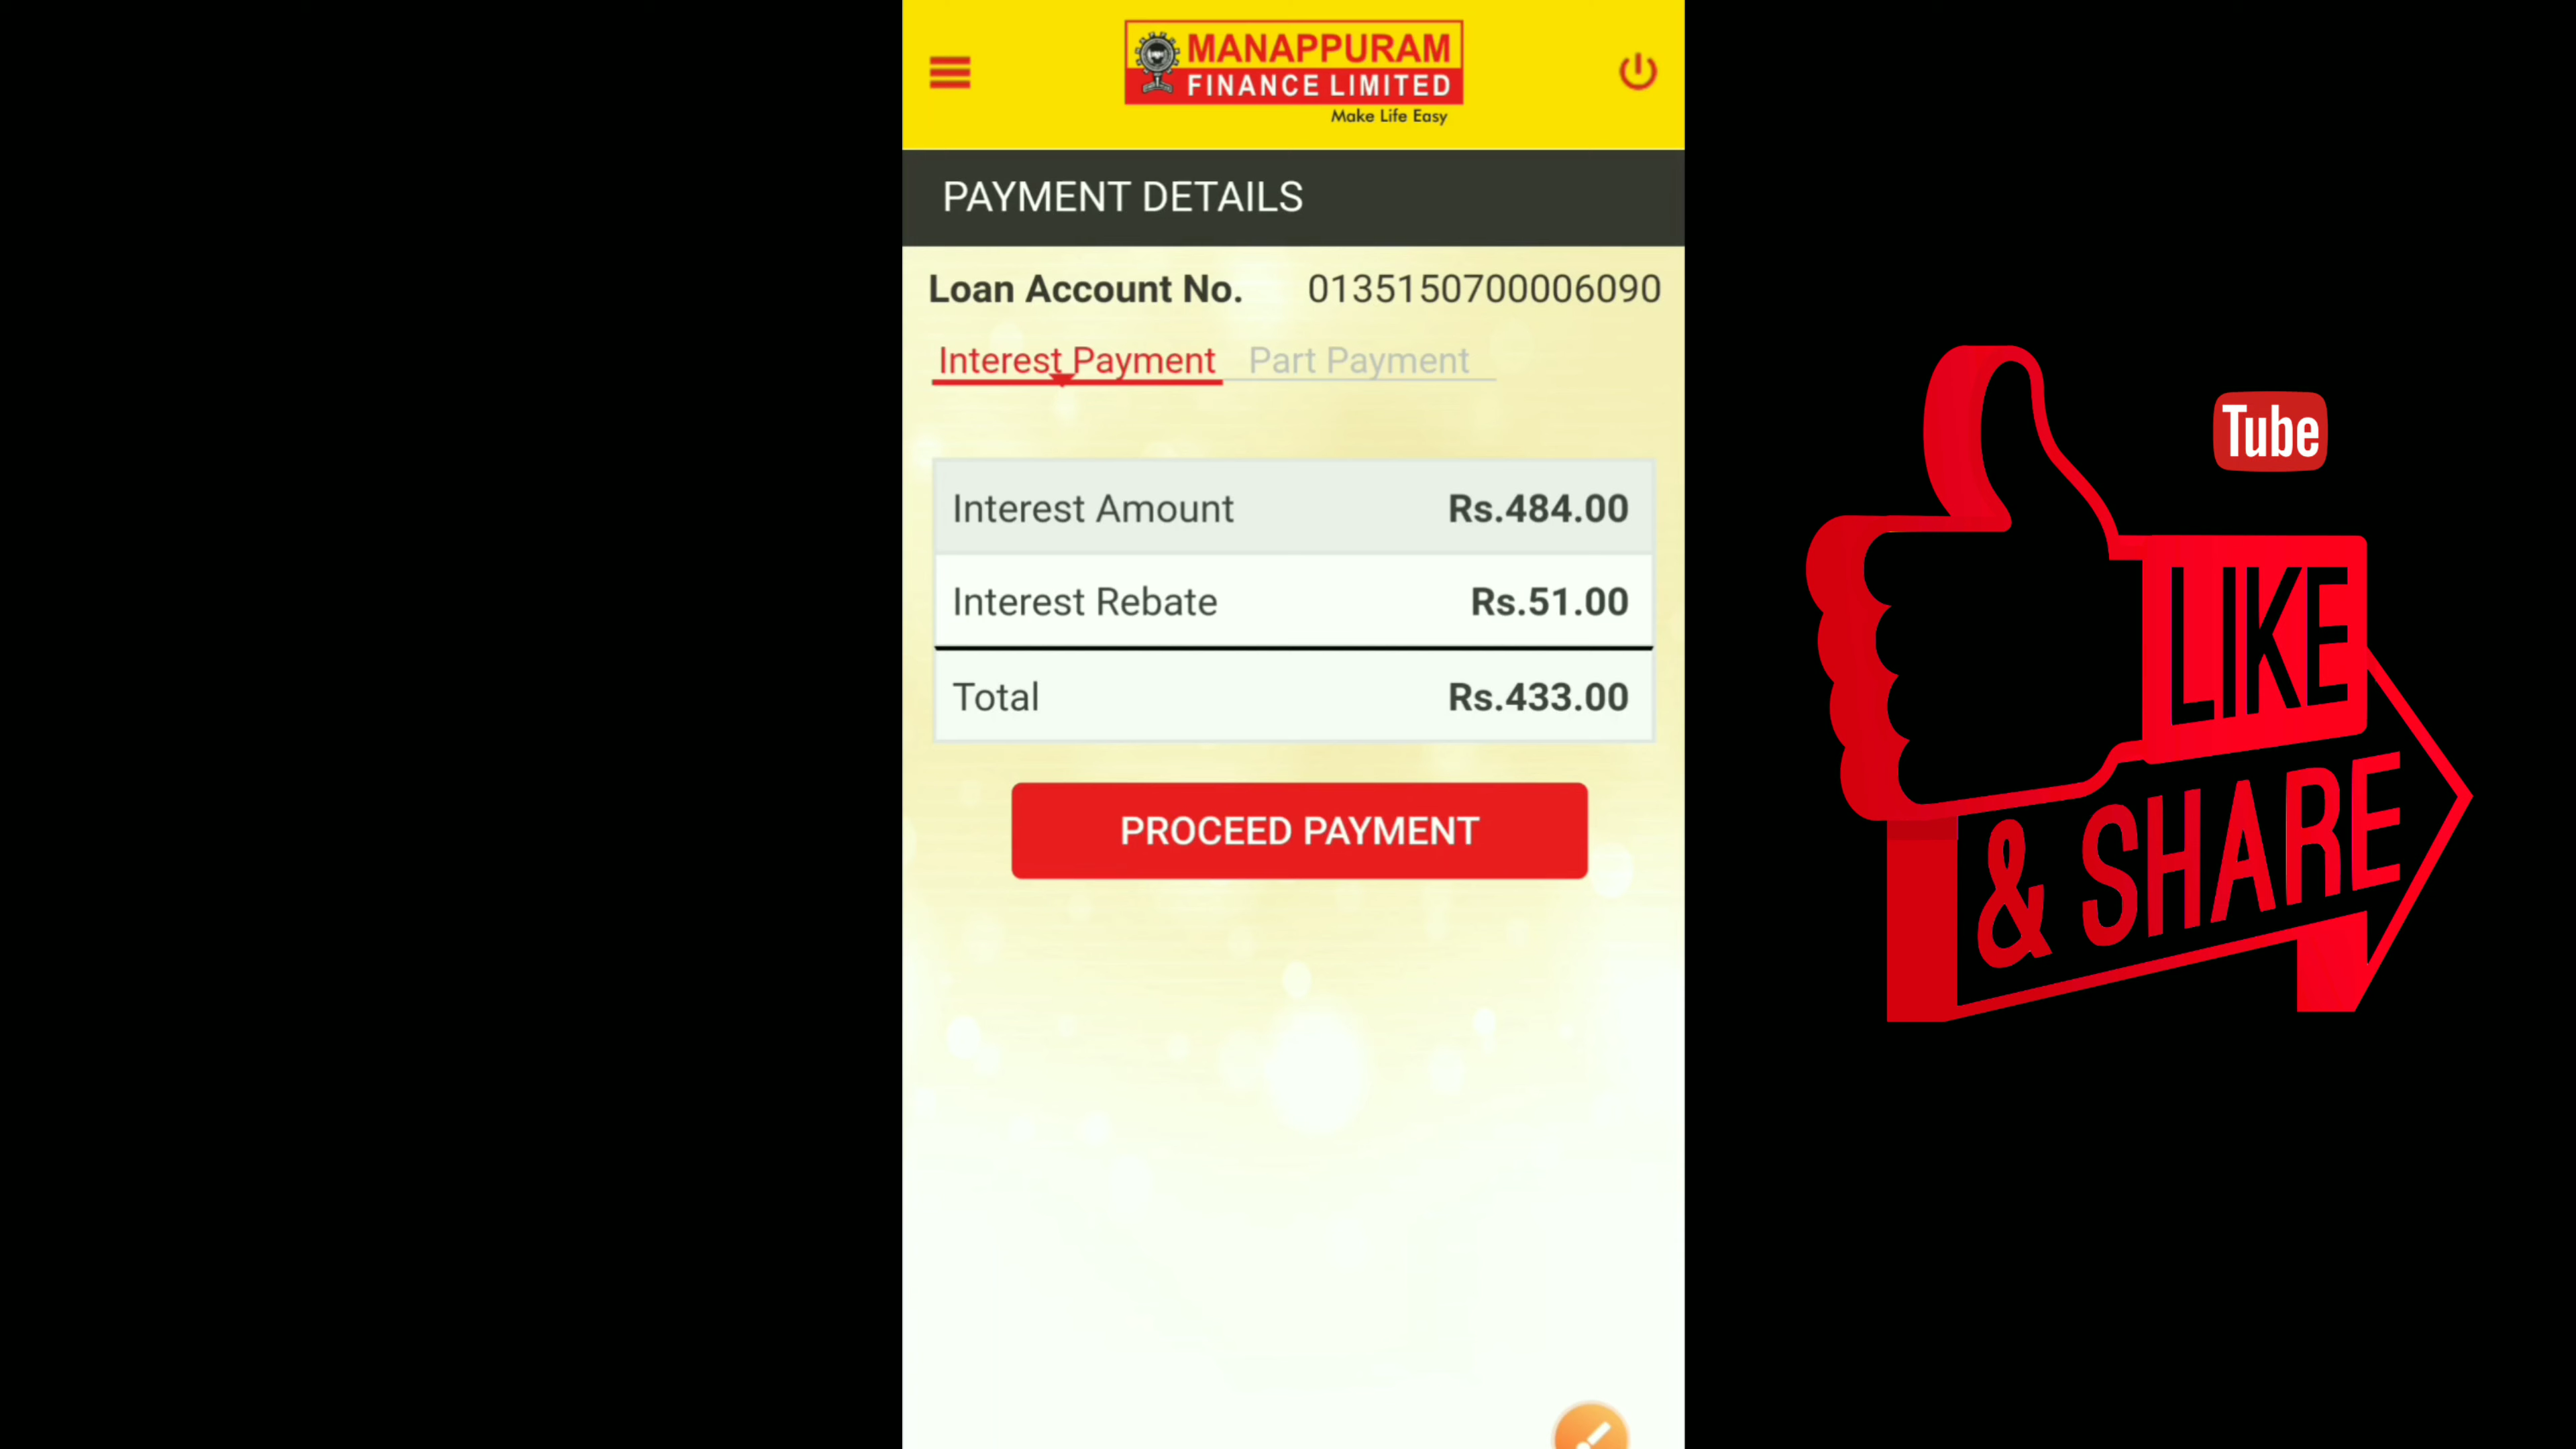 MANAPPURAM
FINANCE LIMITED
Make Life Easy
PAYMENT DETAILS
Loan Account No. 0135150700006090
Interest Payment Part Payment
Interest Amount Rs.484.00
Interest Rebate Rs.51.00
Total Rs.433.00
PROCEED PAYMENT
Tube
LIKE
& SHARE